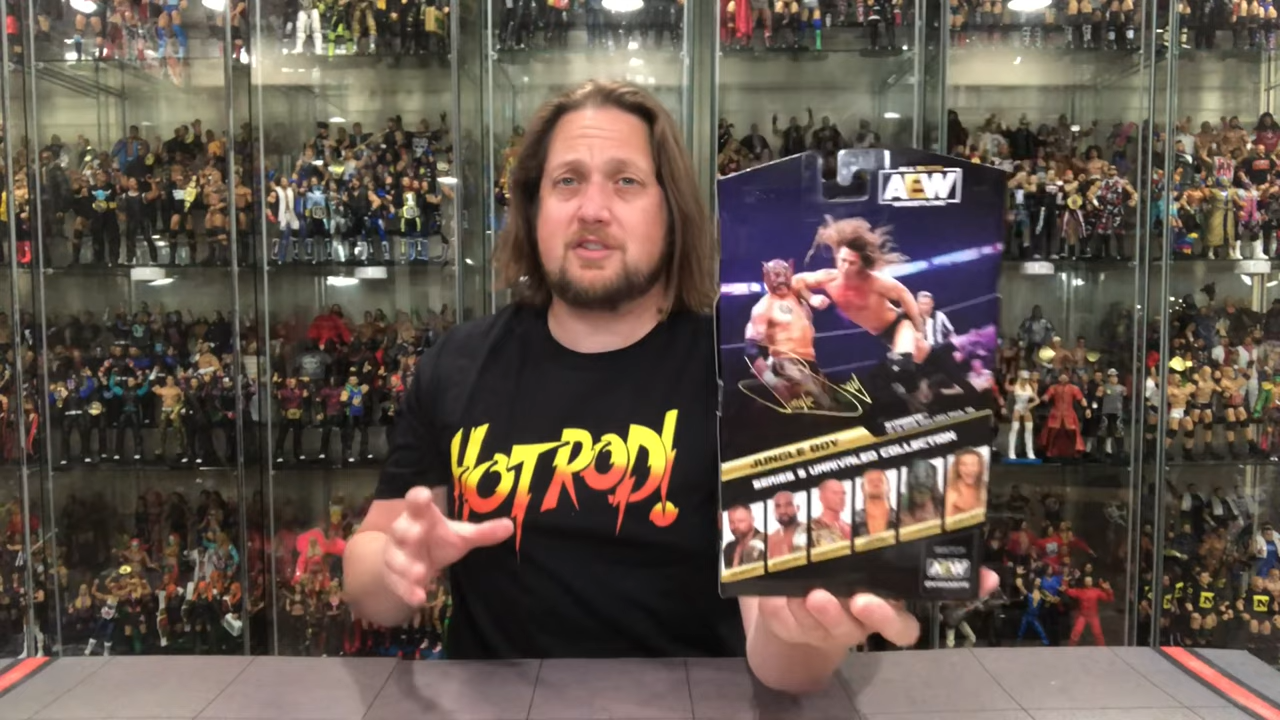 AEW
HOT ROD!
JUNGLE BOY
SERIES 5 UNRIVALED COLLECTION
AEW